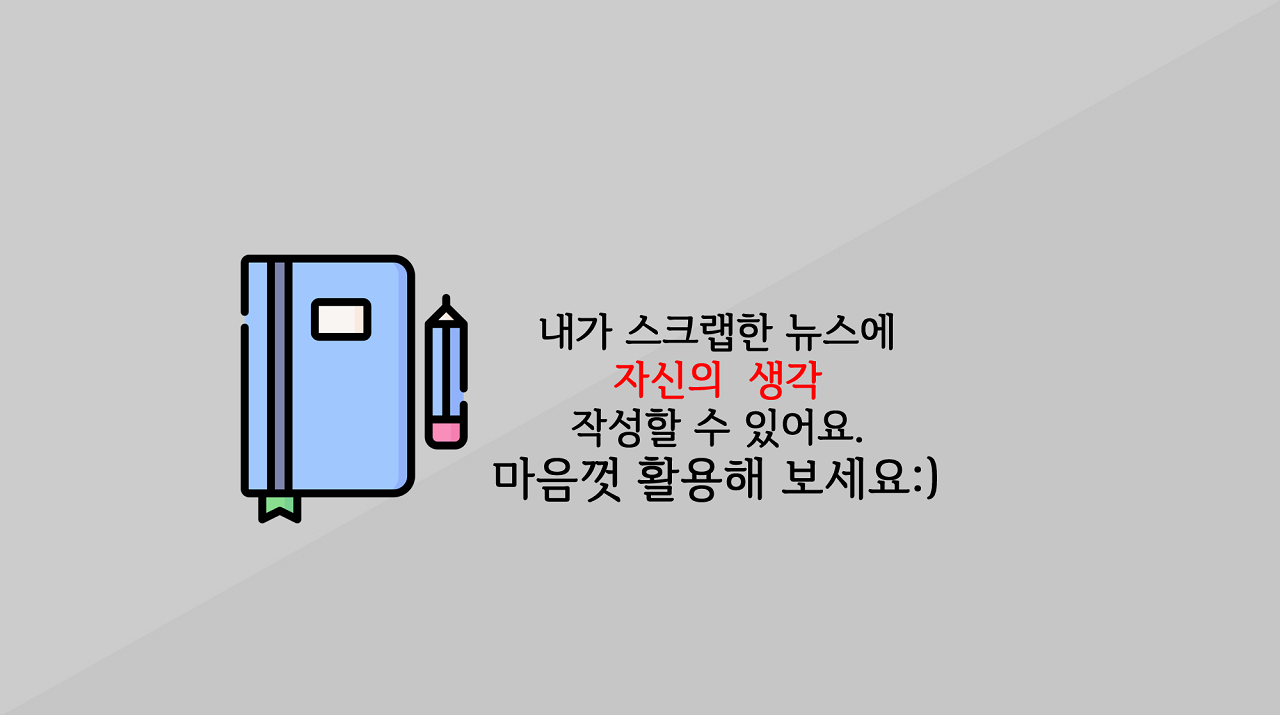 내가 스크랩한 뉴스에
자신의 생각
작성할 수 있어요.
마음껏 활용해 보세요:)